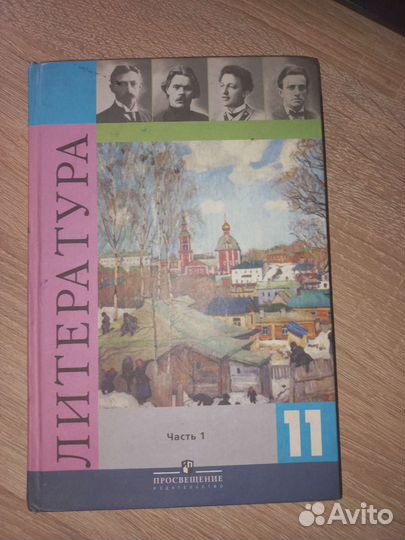 ЛИТЕРАТУРА
Часть 1
11
ПРОСВЕЩЕНИЕ
ИЗДАТЕЛЬСТВО
Avito